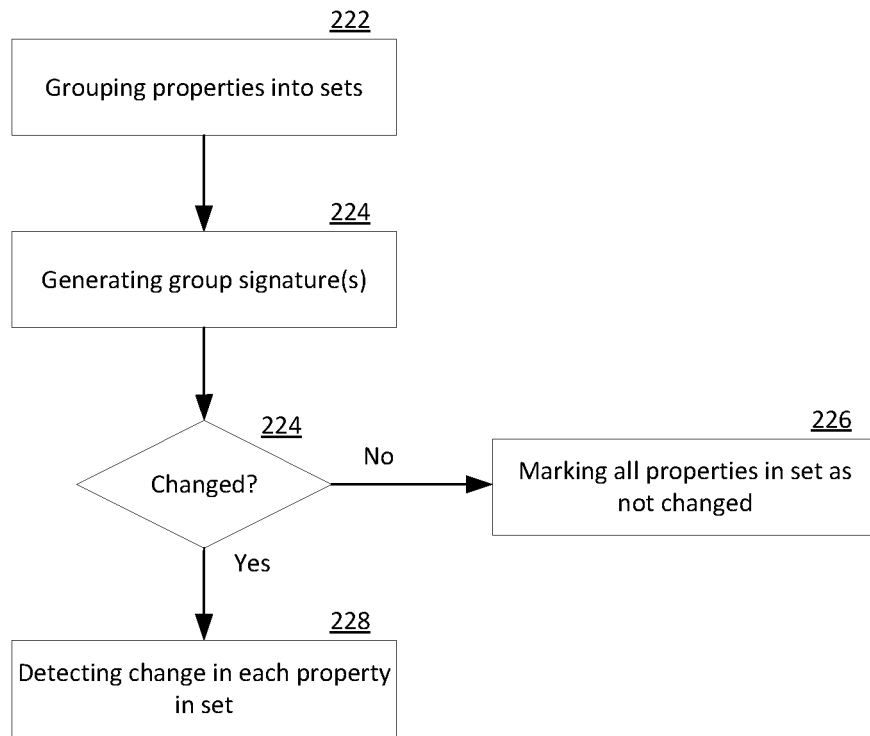 222
Grouping properties into sets
224
Generating group signature(s)
224
Changed?
No
226
Marking all properties in set as
not changed
Yes
228
Detecting change in each property
in set